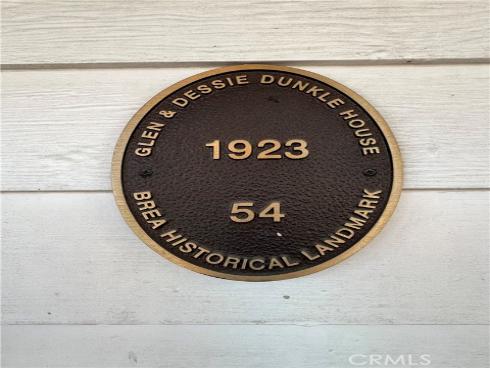 GLEN & DESSIE DUNKLE HOUSE
1923
54
BREA HISTORICAL LANDMARK
CRMLS